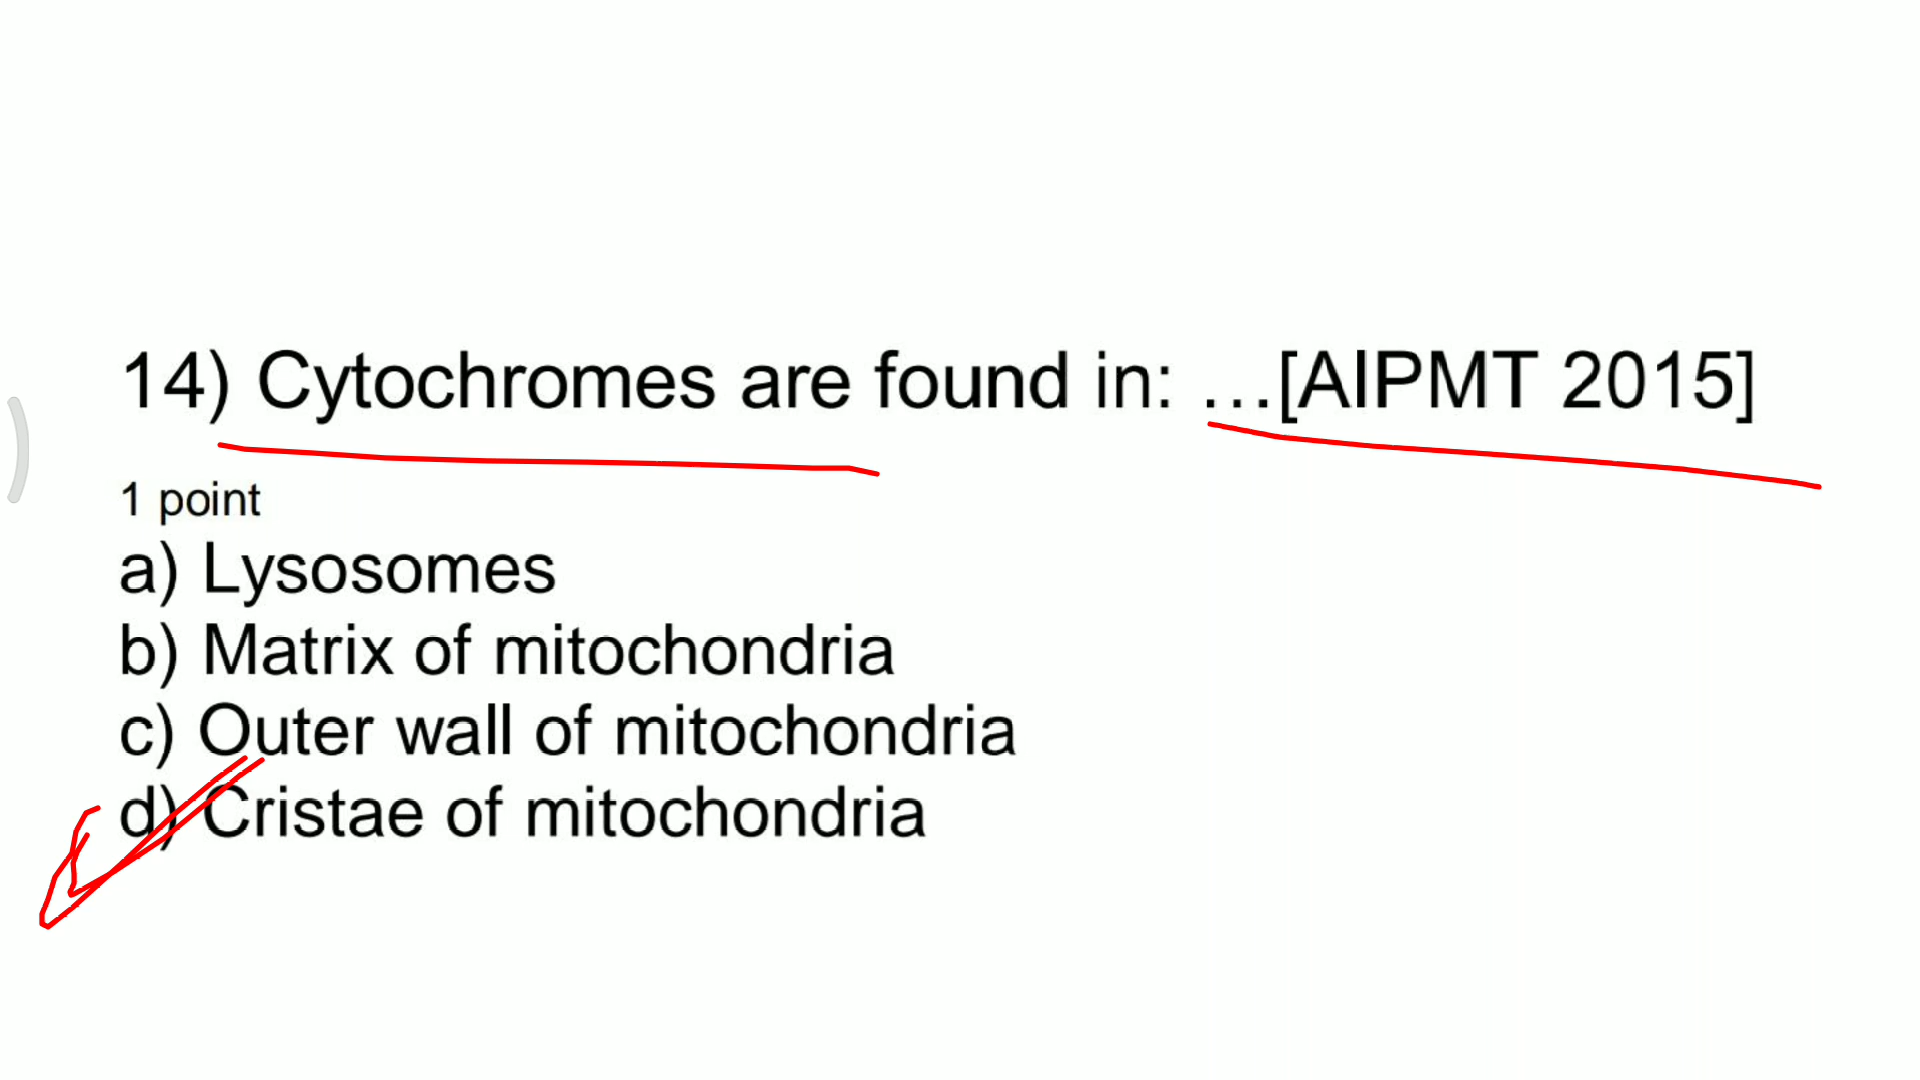 14) Cytochromes are found in: ...[AIPMT 2015]
1 point
a) Lysosomes
b) Matrix of mitochondria
c) Outer wall of mitochondria
d) Cristae of mitochondria